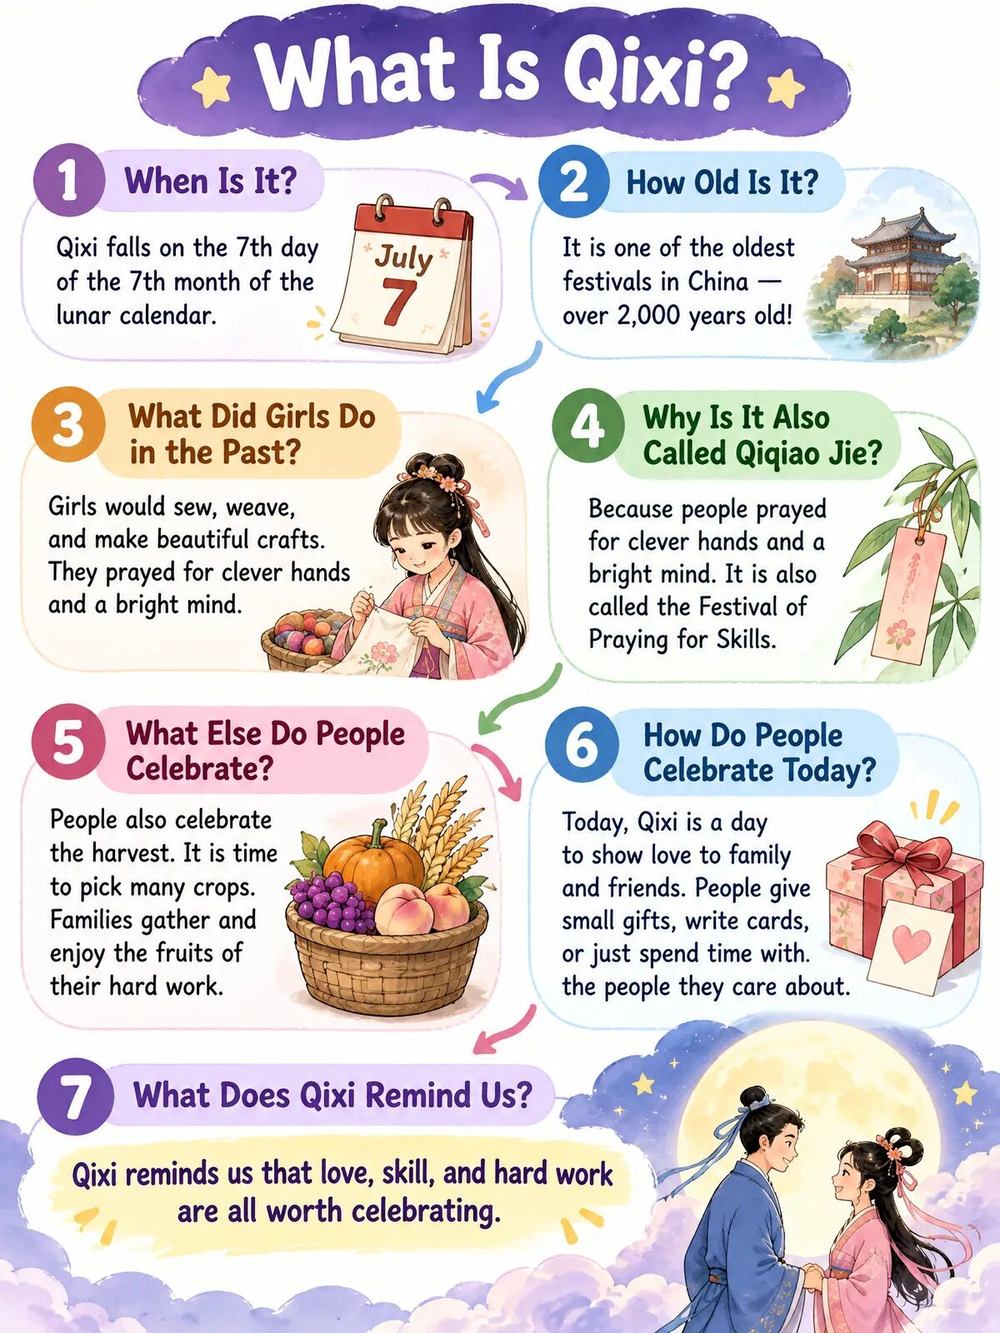 What Is Qixi?
1
When Is It?
Qixi falls on the 7th day
of the 7th month of the
lunar calendar.
July
7
2
How Old Is It?
It is one of the oldest
festivals in China —
over 2,000 years old!
3
What Did Girls Do
in the Past?
Girls would sew, weave,
and make beautiful crafts.
They prayed for clever hands
and a bright mind.
4
Why Is It Also
Called Qiqiao Jie?
Because people prayed
for clever hands and a
bright mind. It is also
called the Festival of
Praying for Skills.
5
What Else Do People
Celebrate?
People also celebrate
the harvest. It is time
to pick many crops.
Families gather and
enjoy the fruits of
their hard work.
6
How Do People
Celebrate Today?
Today, Qixi is a day
to show love to family
and friends. People give
small gifts, write cards,
or just spend time with.
the people they care about.
7
What Does Qixi Remind Us?
Qixi reminds us that love, skill, and hard work
are all worth celebrating.